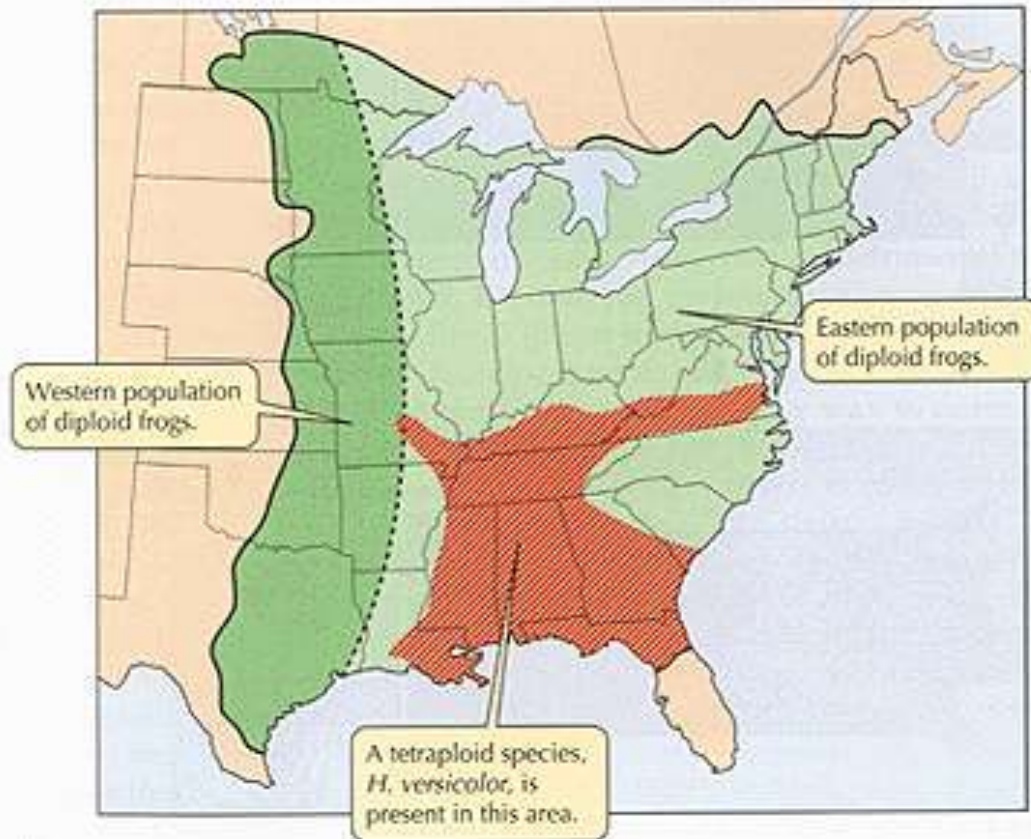 Western population
of diploid frogs.
Eastern population
of diploid frogs.
A tetraploid species,
H. versicolor, is
present in this area.